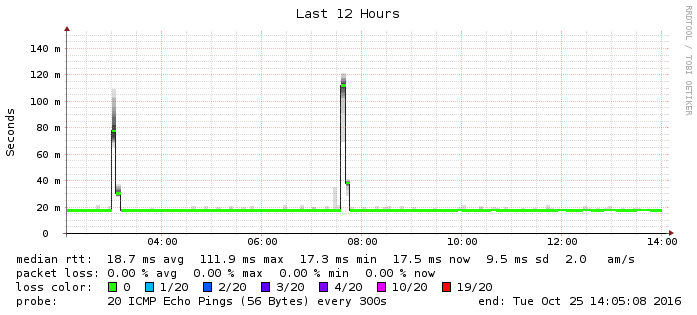 Last 12 Hours
RRDTOOL / TOBI OETIKER
Seconds
140 m
120 m
100 m
80 m
60 m
40 m
20 m
0
04:00 06:00 08:00 10:00 12:00 14:00
median rtt: 18.7 ms avg 111.9 ms max 17.3 ms min 17.5 ms now 9.5 ms sd 2.0 am/s
packet loss: 0.00 % avg 0.00 % max 0.00 % min 0.00 % now
loss color: 0 1/20 2/20 3/20 4/20 10/20 19/20
probe: 20 ICMP Echo Pings (56 Bytes) every 300s end: Tue Oct 25 14:05:08 2016